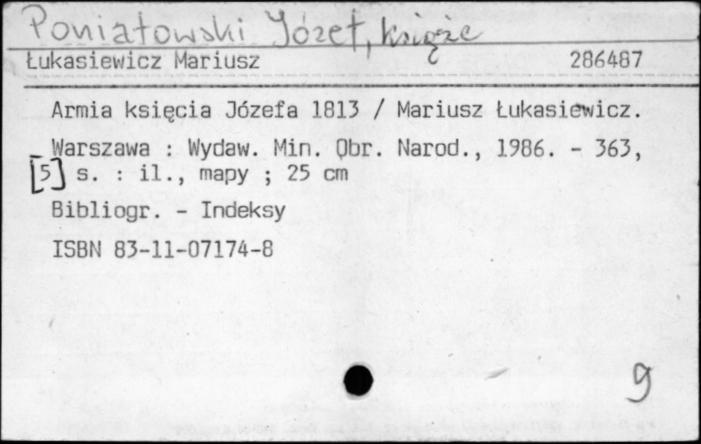 Poniatowski Józef, książę
Łukasiewicz Mariusz 286487
Armia księcia Józefa 1813 / Mariusz Łukasiewicz.
Warszawa : Wydaw. Min. Obr. Narod., 1986. - 363,
[5] s. : il., mapy ; 25 cm
Bibliogr. - Indeksy
ISBN 83-11-07174-8
9